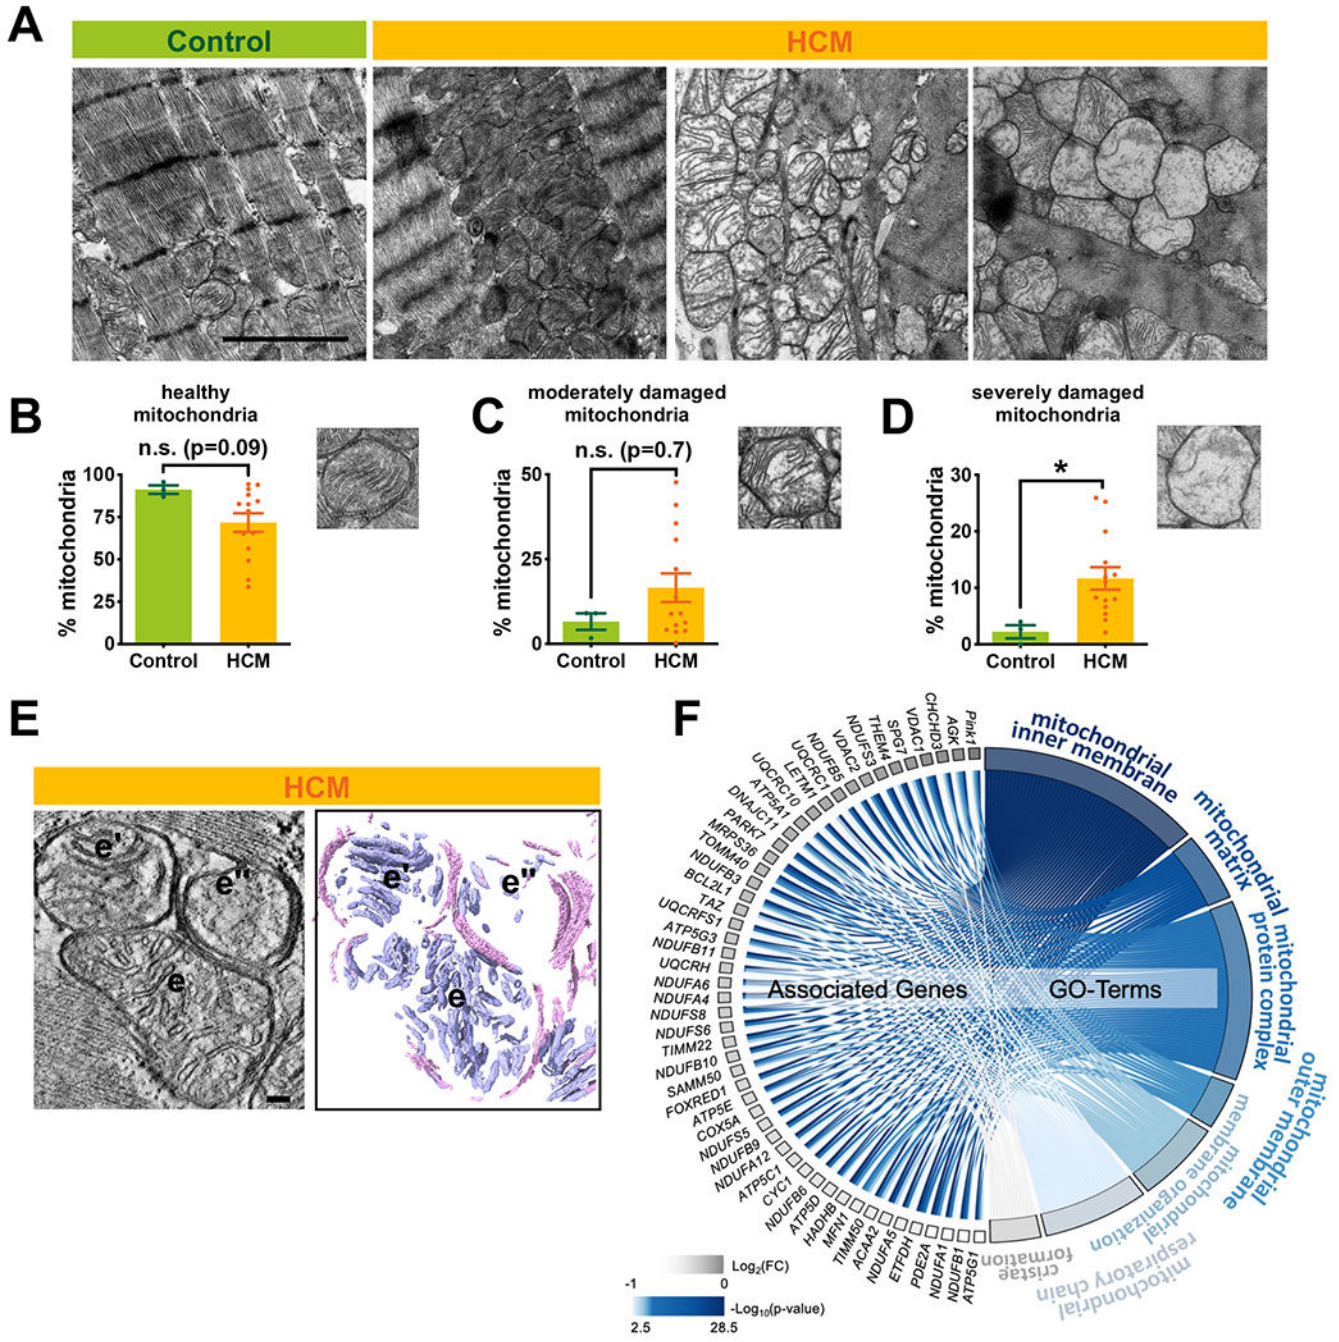 A
Control
HCM
B
healthy
mitochondria
n.s. (p=0.09)
% mitochondria
100
75
50
25
0
Control
HCM
C
moderately damaged
mitochondria
n.s. (p=0.7)
% mitochondria
50
25
0
Control
HCM
D
severely damaged
mitochondria
*
% mitochondria
30
20
10
0
Control
HCM
E
HCM
e'
e"
e
e'
e"
e
F
Pink1
AGK
CHCHD3
VDAC1
SPG7
THEM4
NDUFS3
VDAC2
NDUFB5
UQCRC1
LETM1
UQCRC10
ATP5A1
DNAJC11
PARK7
MRPS36
TOMM40
NDUFB3
BCL2L1
TAZ
UQCRFS1
ATP5G3
NDUFB11
UQCRH
NDUFA6
NDUFA4
NDUFS8
NDUFS6
TIMM22
NDUFB10
SAMM50
FOXRED1
ATP5E
COX5A
NDUFS5
NDUFB9
NDUFA12
ATP5C1
CYC1
NDUFB6
ATP5D
HADHB
MFN1
TIMM50
ACAA2
NDUFA5
ETFDH
PDE2A
NDUFA1
NDUFB1
ATP5G1
mitochondrial
inner membrane
mitochondrial
matrix
mitochondrial
protein complex
mitochondrial
outer membrane
mitochondrial
membrane organization
mitochondrial
respiratory chain
cristae
formation
Associated Genes
GO-Terms
Log2(FC)
-1
0
-Log10(p-value)
2.5
28.5